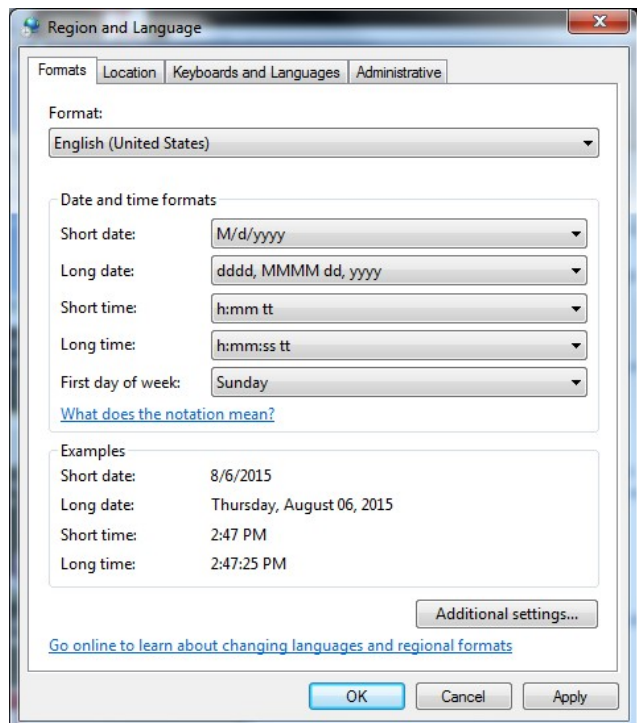 Region and Language
Formats Location Keyboards and Languages Administrative
Format:
English (United States)
Date and time formats
Short date: M/d/yyyy
Long date: dddd, MMMM dd, yyyy
Short time: h:mm tt
Long time: h:mm:ss tt
First day of week: Sunday
What does the notation mean?
Examples
Short date: 8/6/2015
Long date: Thursday, August 06, 2015
Short time: 2:47 PM
Long time: 2:47:25 PM
Additional settings...
Go online to learn about changing languages and regional formats
OK Cancel Apply